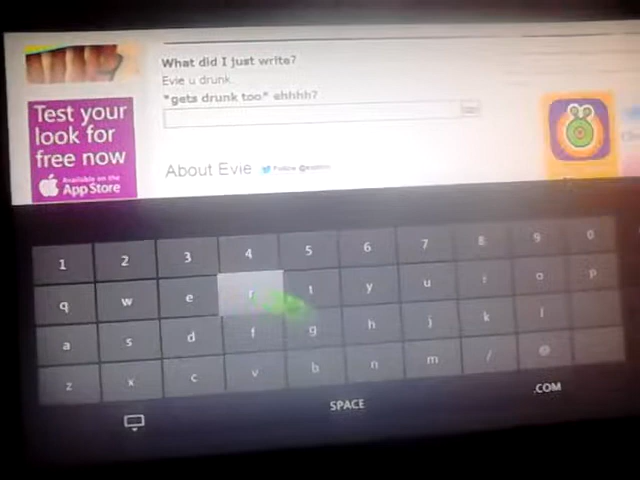 What did I just write?
Evie u drunk.
*gets drunk too* ehhhh?
Test your
look for
free now
Available on the
App Store
About Evie
Follow
1 2 3 4 5 6 7 8 9 0
q w e r t y u i o p
a s d f g h j k l
z x c v b n m / @
SPACE
.COM